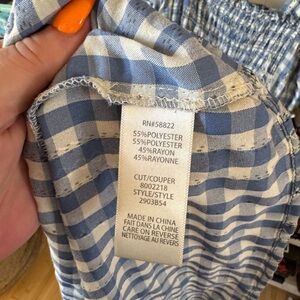 RN#58822
55%POLYESTER
55%POLYESTER
45%RAYON
45%RAYONNE
CUT/COUPER
8002218
STYLE/STYLE
2903B54
MADE IN CHINA
FAIT DANS LA CHINE
CARE ON REVERSE
NETTOYAGE AU REVERS